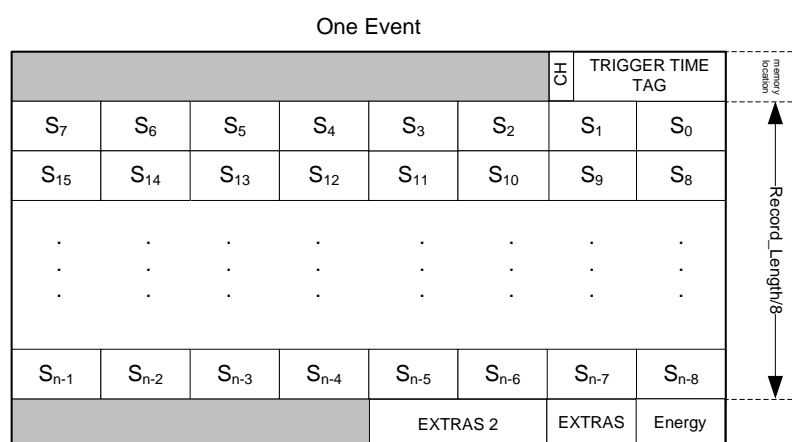 One Event
CH TRIGGER TIME TAG memory location
S7 S6 S5 S4 S3 S2 S1 S0
S15 S14 S13 S12 S11 S10 S9 S8
. . . . . . . .
. . . . . . . .
. . . . . . . .
Record_Length/8
Sn-1 Sn-2 Sn-3 Sn-4 Sn-5 Sn-6 Sn-7 Sn-8
EXTRAS 2 EXTRAS Energy